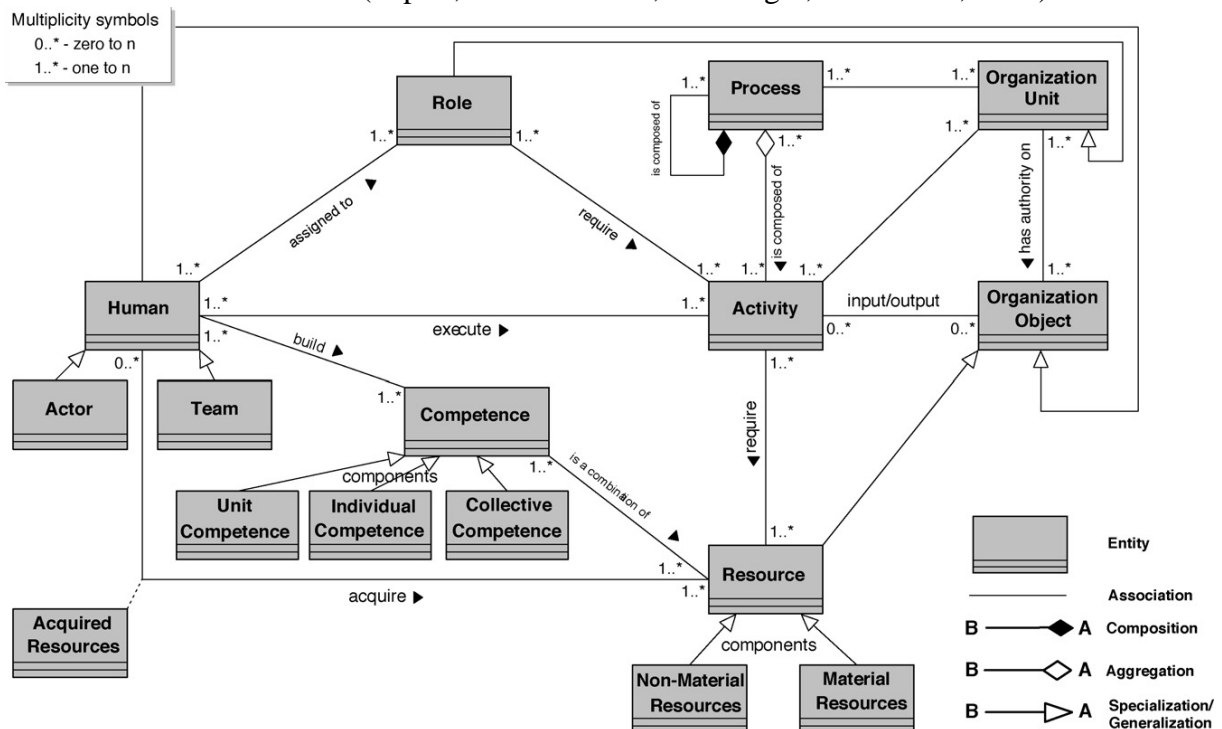 Multiplicity symbols
0..* - zero to n
1..* - one to n
Role
1..*
1..*
Process
1..*
1..*
1..*
1..*
is composed of
is composed of
Organization
Unit
1..*
1..*
has authority on
1..*
assigned to
require
1..*
1..*
1..*
1..*
Human
1..*
1..*
execute
1..*
Activity
input/output
0..*
0..*
Organization
Object
0..*
build
1..*
1..*
Actor
Team
Competence
1..*
require
components
is a combination of
Unit
Competence
Individual
Competence
Collective
Competence
1..*
1..*
1..*
Resource
acquire
Acquired
Resources
components
Non-Material
Resources
Material
Resources
Entity
Association
B A Composition
B A Aggregation
B A Specialization/
Generalization